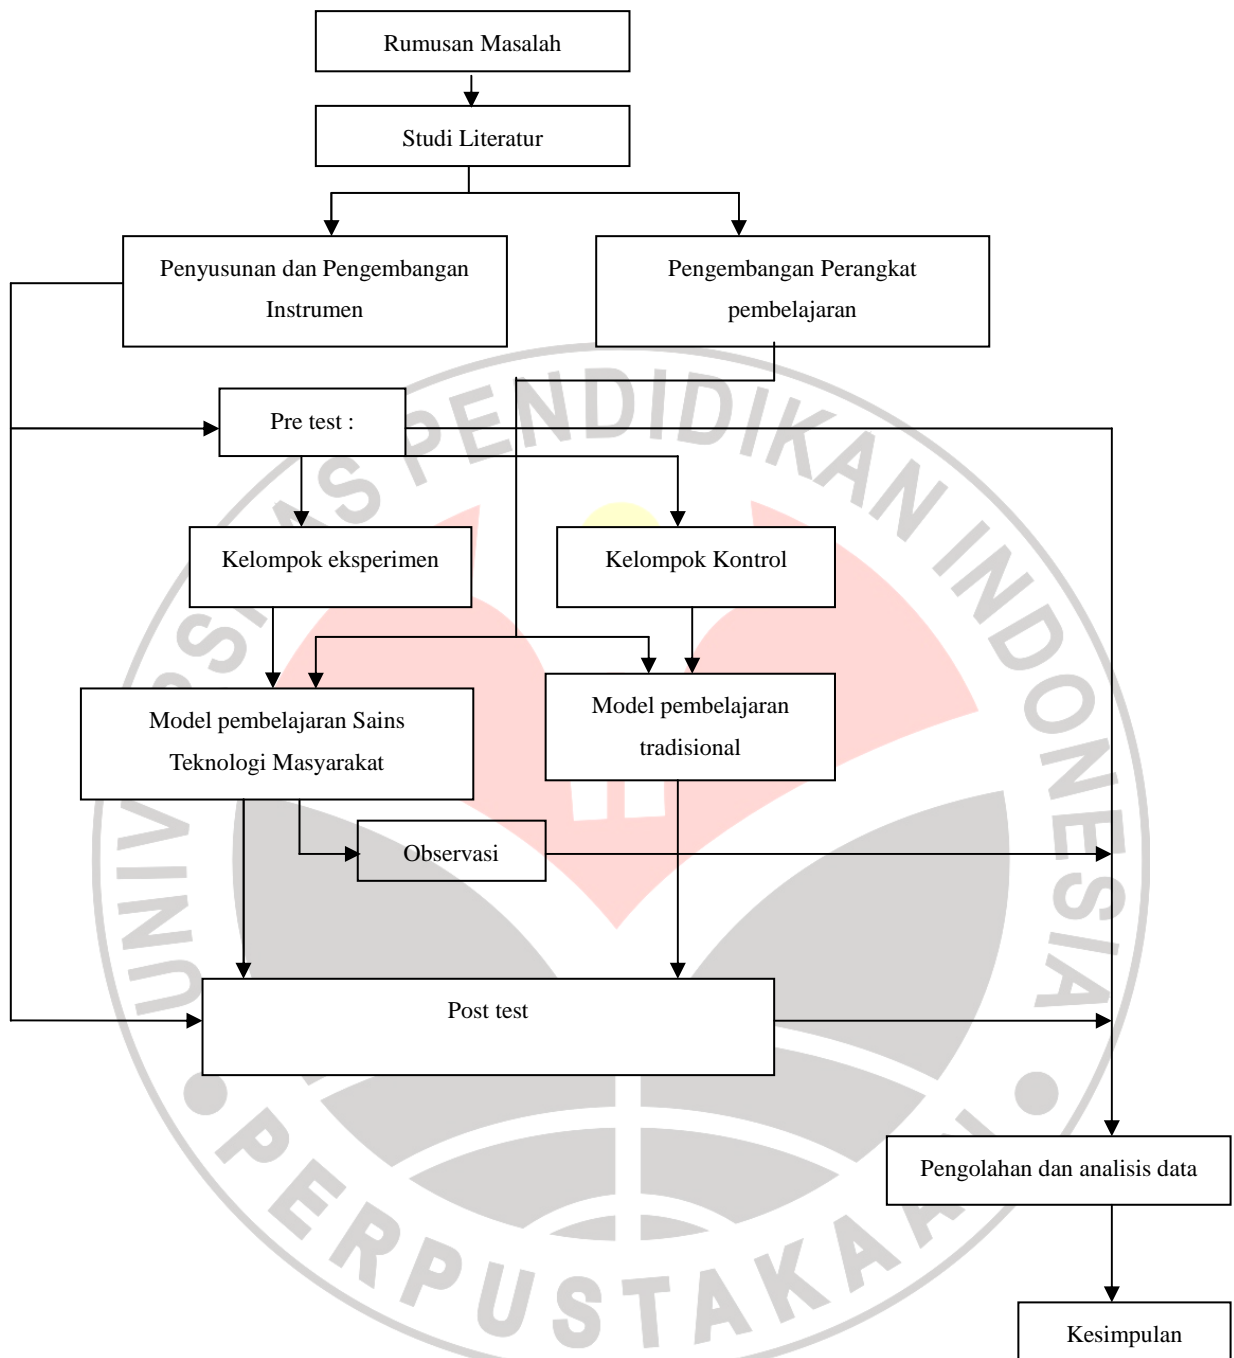 Rumusan Masalah
Studi Literatur
Penyusunan dan Pengembangan
Instrumen
Pengembangan Perangkat
pembelajaran
Pre test :
Kelompok eksperimen
Kelompok Kontrol
Model pembelajaran Sains
Teknologi Masyarakat
Model pembelajaran
tradisional
Observasi
Post test
Pengolahan dan analisis data
Kesimpulan
UNIVERSITAS PENDIDIKAN INDONESIA
PERPUSTAKAAN